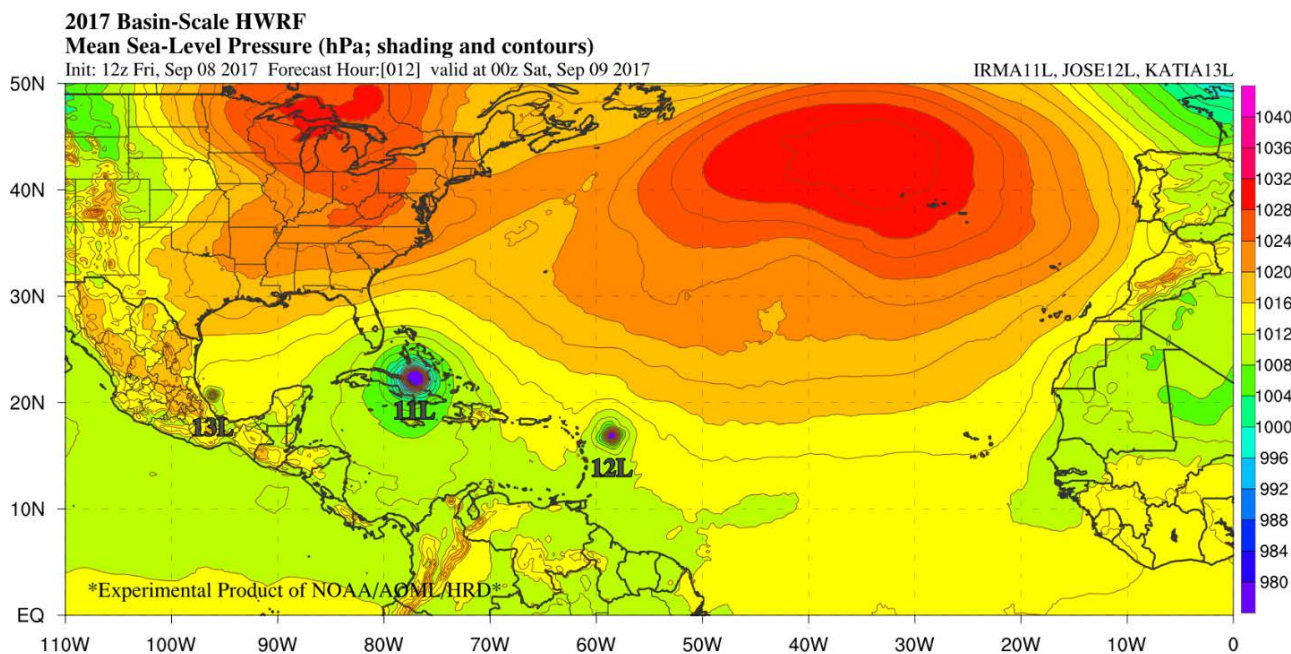 2017 Basin-Scale HWRF
Mean Sea-Level Pressure (hPa; shading and contours)
Init: 12z Fri, Sep 08 2017 Forecast Hour:[012] valid at 00z Sat, Sep 09 2017 IRMA11L, JOSE12L, KATIA13L
50N
1040
1036
40N
1032
1028
1024
30N
1020
1016
1012
1008
20N
11L
13L
1004
12L
1000
996
10N
992
988
984
*Experimental Product of NOAA/AOML/HRD*
980
EQ
110W 100W 90W 80W 70W 60W 50W 40W 30W 20W 10W 0